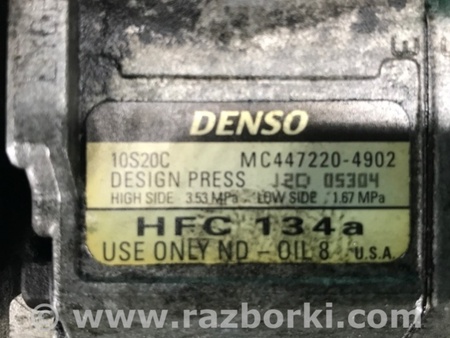 DENSO
10S20C MC447220-4902
DESIGN PRESS J2D 05304
HIGH SIDE 3.53 MPa LOW SIDE 1.67 MPa
HFC 134a
USE ONLY ND - OIL 8 U.S.A.
www.razborki.com